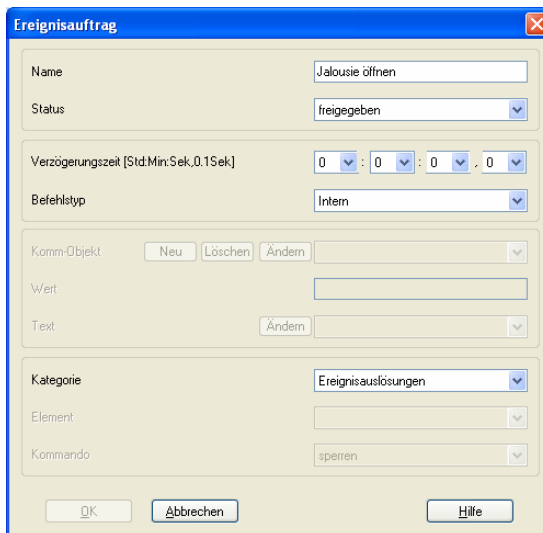 Ereignisauftrag
Name Jalousie öffnen
Status freigegeben
Verzögerungszeit [Std:Min:Sek,0.1Sek] 0 : 0 : 0 , 0
Befehlstyp Intern
Komm-Objekt Neu Löschen Ändern
Wert
Text Ändern
Kategorie Ereignisauslösungen
Element
Kommando sperren
OK Abbrechen Hilfe